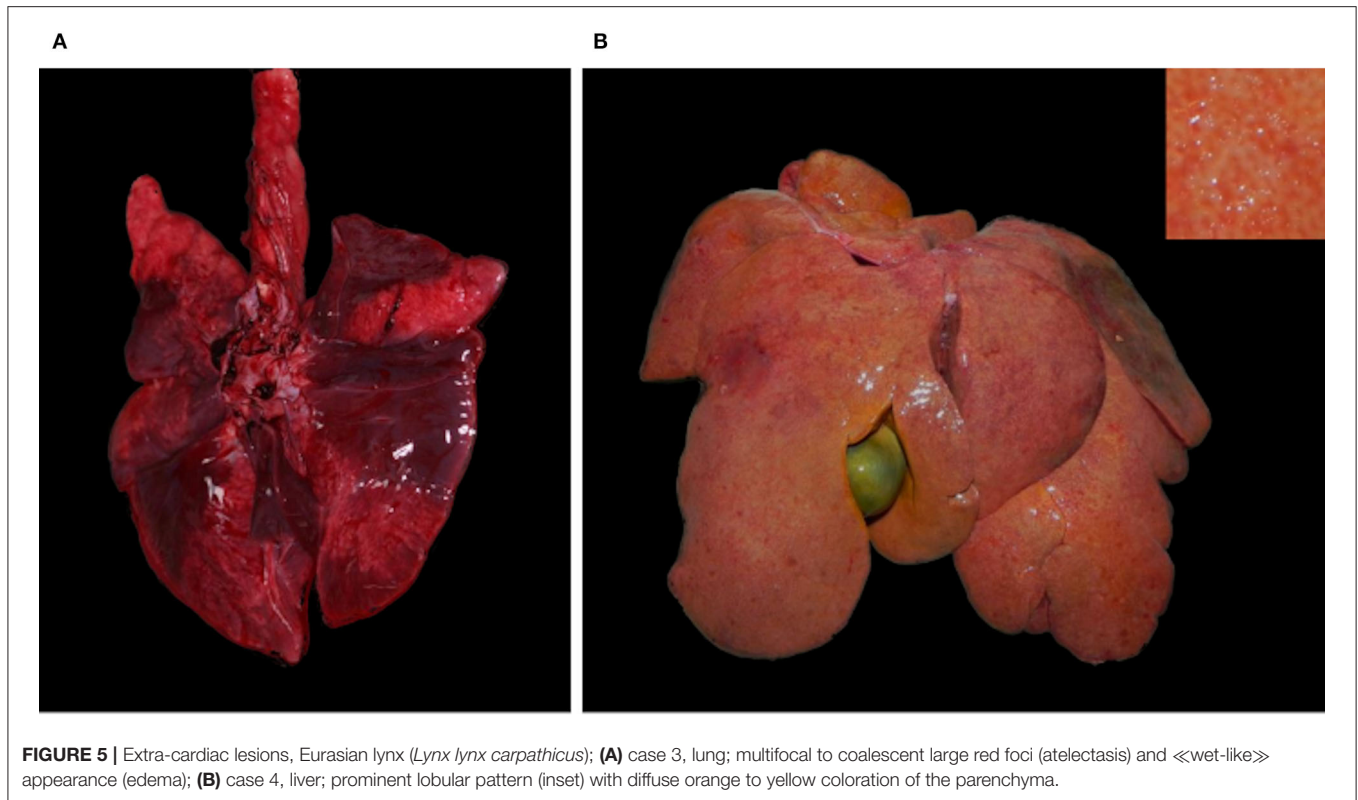 A
B
FIGURE 5 | Extra-cardiac lesions, Eurasian lynx (Lynx lynx carpathicus); (A) case 3, lung; multifocal to coalescent large red foci (atelectasis) and ≪wet-like≫
appearance (edema); (B) case 4, liver; prominent lobular pattern (inset) with diffuse orange to yellow coloration of the parenchyma.